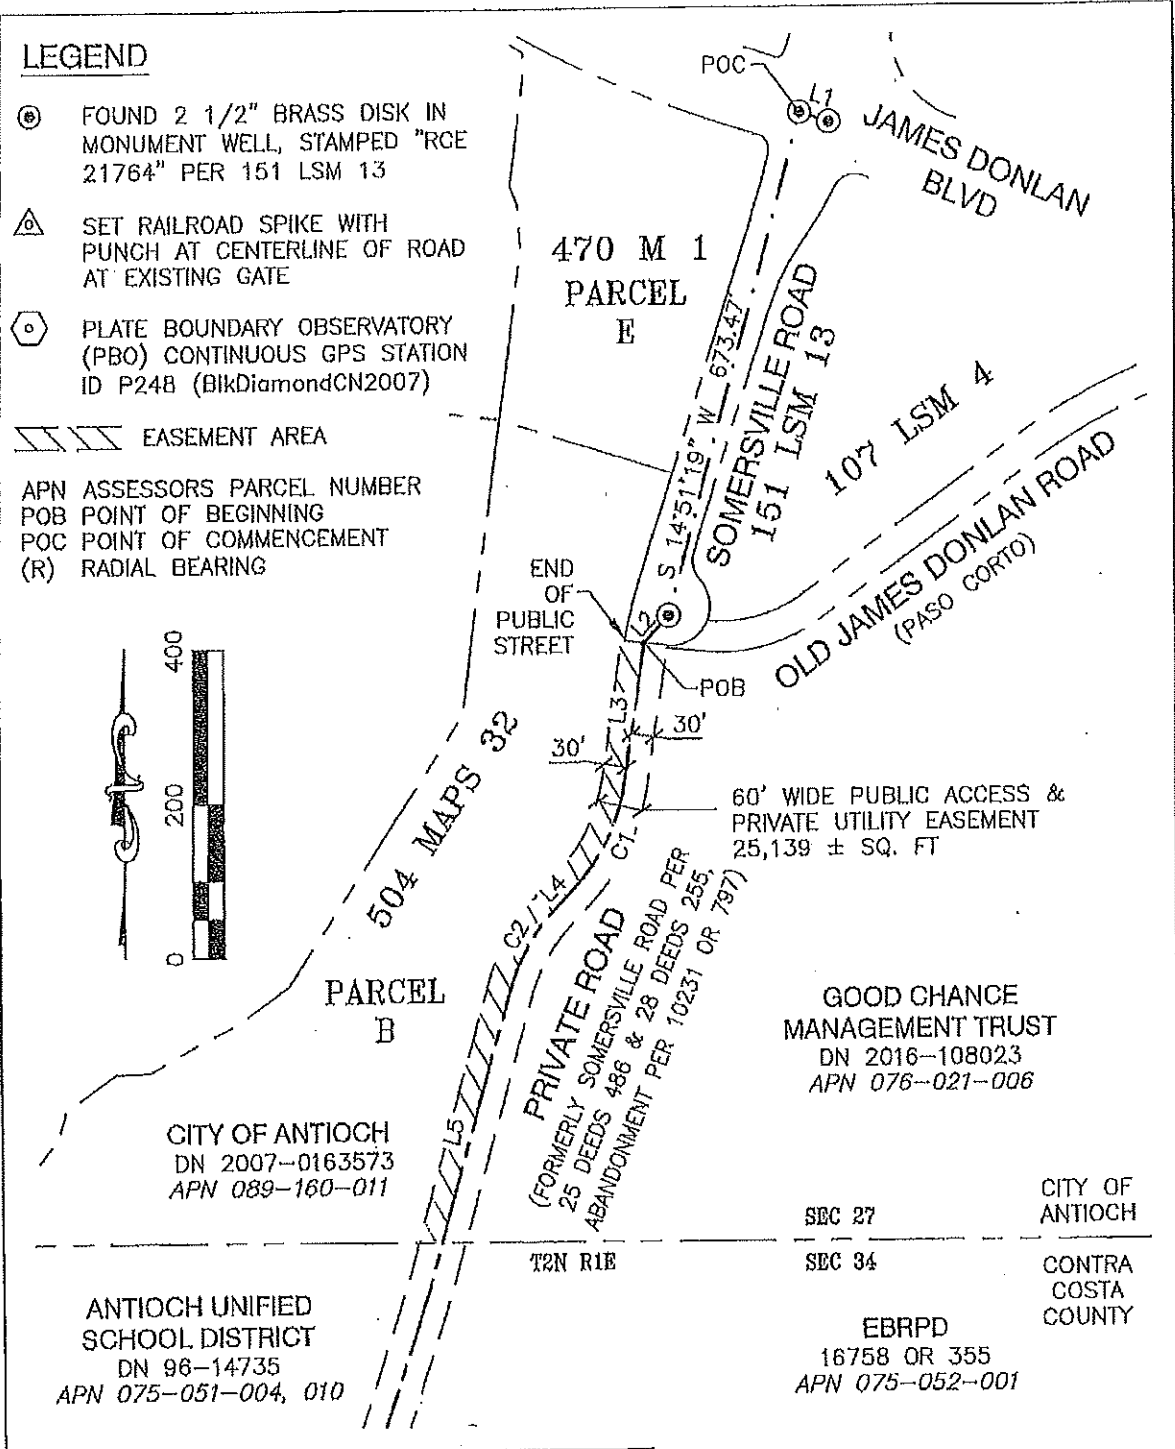 LEGEND
FOUND 2 1/2" BRASS DISK IN
MONUMENT WELL, STAMPED "RCE
21764" PER 151 LSM 13
SET RAILROAD SPIKE WITH
PUNCH AT CENTERLINE OF ROAD
AT EXISTING GATE
PLATE BOUNDARY OBSERVATORY
(PBO) CONTINUOUS GPS STATION
ID P248 (BlkDiamondCN2007)
EASEMENT AREA
APN ASSESSORS PARCEL NUMBER
POB POINT OF BEGINNING
POC POINT OF COMMENCEMENT
(R) RADIAL BEARING
POC
L1
JAMES DONLAN
BLVD
470 M 1
PARCEL
E
S 14°51'19" W 673.47'
SOMERSVILLE ROAD
151 LSM 13
107 LSM 4
OLD JAMES DONLAN ROAD
(PASO CORTO)
END
OF
PUBLIC
STREET
L2
POB
L3
30'
30'
400
200
0
504 MAPS 32
60' WIDE PUBLIC ACCESS &
PRIVATE UTILITY EASEMENT
25,139 ± SQ. FT
C1
L4
C2
L5
PARCEL
B
PRIVATE ROAD
(FORMERLY SOMERSVILLE ROAD PER
25 DEEDS 486 & 28 DEEDS 255,
ABANDONMENT PER 10231 OR 797)
GOOD CHANCE
MANAGEMENT TRUST
DN 2016-108023
APN 076-021-006
CITY OF ANTIOCH
DN 2007-0163573
APN 089-160-011
SEC 27
CITY OF
ANTIOCH
T2N R1E
SEC 34
CONTRA
COSTA
COUNTY
ANTIOCH UNIFIED
SCHOOL DISTRICT
DN 96-14735
APN 075-051-004, 010
EBRPD
16758 OR 355
APN 075-052-001